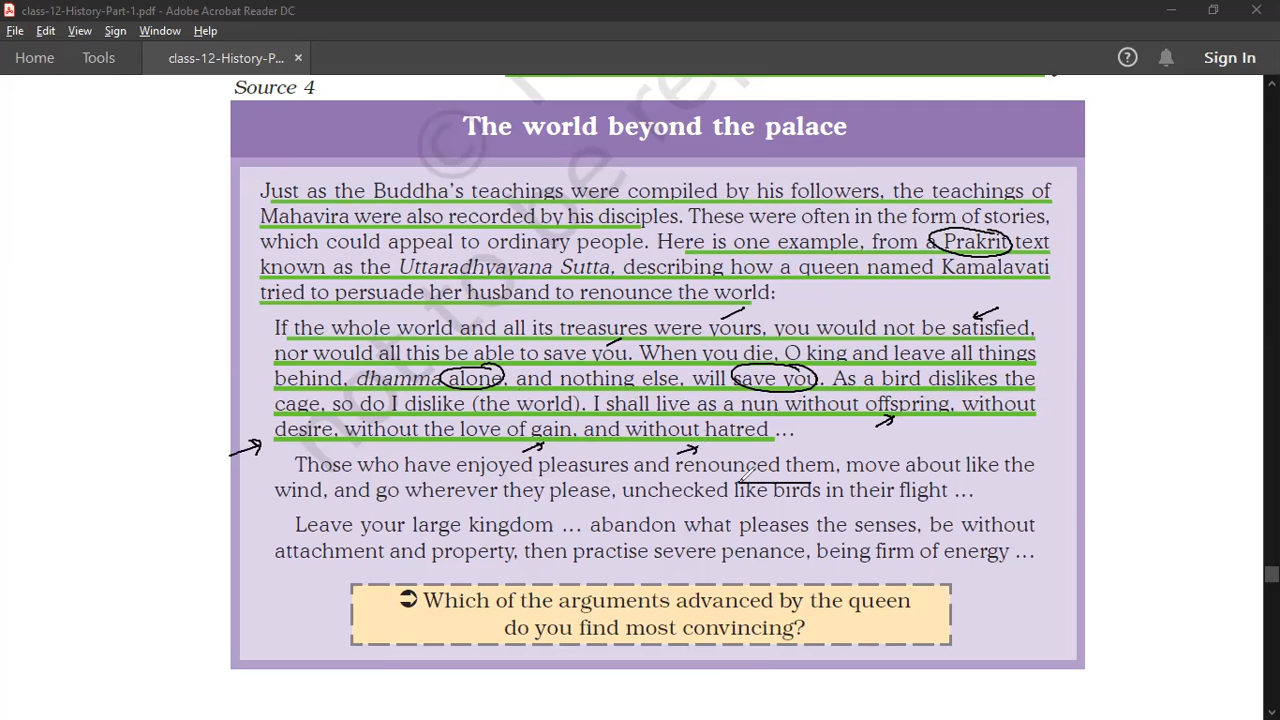 class-12-History-Part-1.pdf - Adobe Acrobat Reader DC
File Edit View Sign Window Help
Home Tools class-12-History-P... × Sign In
Source 4
The world beyond the palace
Just as the Buddha's teachings were compiled by his followers, the teachings of
Mahavira were also recorded by his disciples. These were often in the form of stories,
which could appeal to ordinary people. Here is one example, from a Prakrit text
known as the Uttaradhyayana Sutta, describing how a queen named Kamalavati
tried to persuade her husband to renounce the world:
If the whole world and all its treasures were yours, you would not be satisfied,
nor would all this be able to save you. When you die, O king and leave all things
behind, dhamma alone, and nothing else, will save you. As a bird dislikes the
cage, so do I dislike (the world). I shall live as a nun without offspring, without
desire, without the love of gain, and without hatred ...
Those who have enjoyed pleasures and renounced them, move about like the
wind, and go wherever they please, unchecked like birds in their flight ...
Leave your large kingdom ... abandon what pleases the senses, be without
attachment and property, then practise severe penance, being firm of energy ...
⮊ Which of the arguments advanced by the queen
do you find most convincing?
not to be re